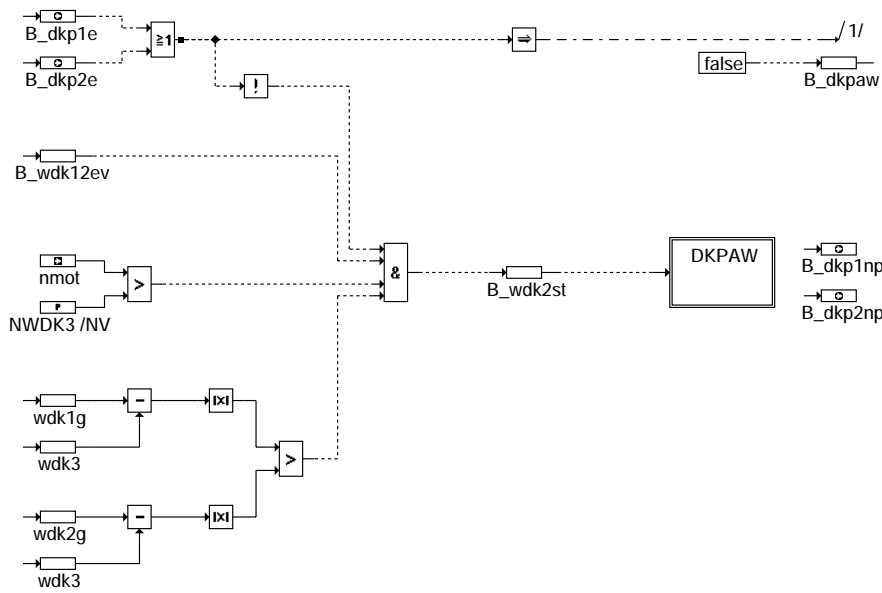 B_dkp1e
≧1
⇒
/ 1/
B_dkp2e
false
B_dkpaw
!
B_wdk12ev
DKPAW
B_dkp1np
&
nmot
>
B_wdk2st
B_dkp2np
P
NWDK3 /NV
wdk1g
−
|x|
wdk3
>
wdk2g
−
|x|
wdk3